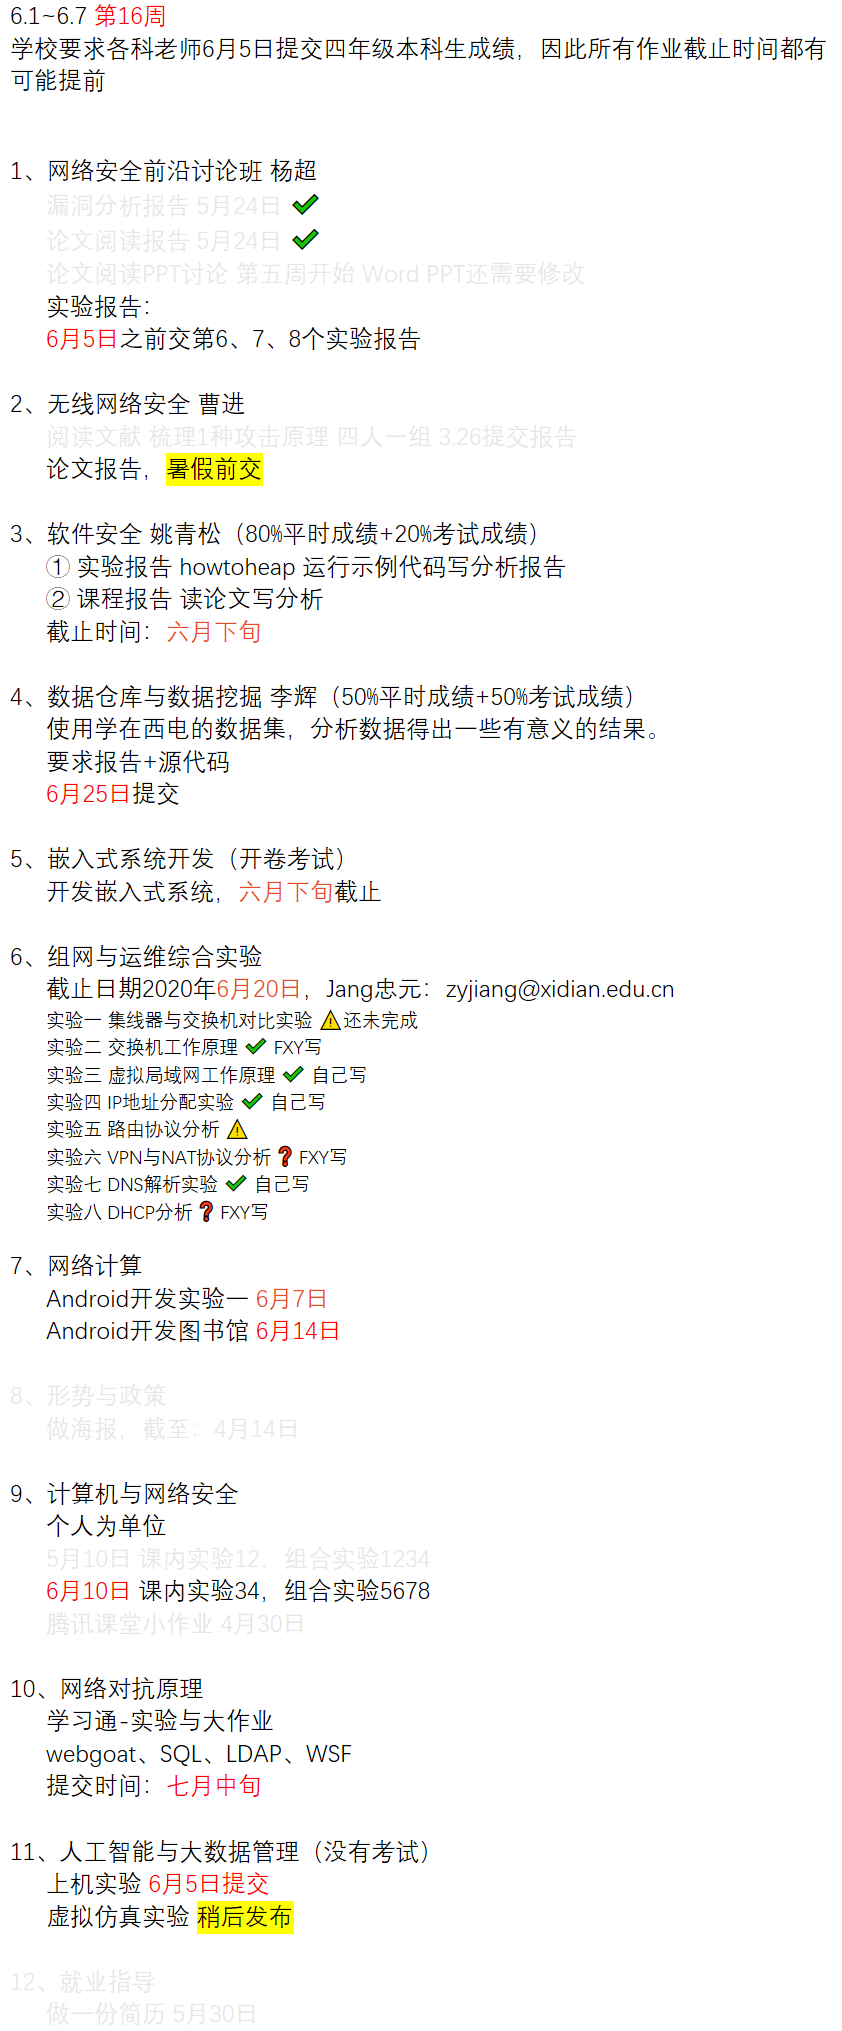 6.1~6.7 第16周
学校要求各科老师6月5日提交四年级本科生成绩，因此所有作业截止时间都有
可能提前
1、网络安全前沿讨论班 杨超
漏洞分析报告 5月24日 ✔
论文阅读报告 5月24日 ✔
论文阅读PPT讨论 第五周开始 Word PPT还需要修改
实验报告：
6月5日之前交第6、7、8个实验报告
2、无线网络安全 曹进
阅读文献 梳理1种攻击原理 四人一组 3.26提交报告
论文报告，暑假前交
3、软件安全 姚青松（80%平时成绩+20%考试成绩）
① 实验报告 howtoheap 运行示例代码写分析报告
② 课程报告 读论文写分析
截止时间：六月下旬
4、数据仓库与数据挖掘 李辉（50%平时成绩+50%考试成绩）
使用学在西电的数据集，分析数据得出一些有意义的结果。
要求报告+源代码
6月25日提交
5、嵌入式系统开发（开卷考试）
开发嵌入式系统，六月下旬截止
6、组网与运维综合实验
截止日期2020年6月20日，Jang忠元：zyjiang@xidian.edu.cn
实验一 集线器与交换机对比实验 ⚠还未完成
实验二 交换机工作原理 ✔ FXY写
实验三 虚拟局域网工作原理 ✔ 自己写
实验四 IP地址分配实验 ✔ 自己写
实验五 路由协议分析 ⚠
实验六 VPN与NAT协议分析❓FXY写
实验七 DNS解析实验 ✔ 自己写
实验八 DHCP分析❓FXY写
7、网络计算
Android开发实验一 6月7日
Android开发图书馆 6月14日
8、形势与政策
做海报，截至：4月14日
9、计算机与网络安全
个人为单位
5月10日 课内实验12，组合实验1234
6月10日 课内实验34，组合实验5678
腾讯课堂小作业 4月30日
10、网络对抗原理
学习通-实验与大作业
webgoat、SQL、LDAP、WSF
提交时间：七月中旬
11、人工智能与大数据管理（没有考试）
上机实验 6月5日提交
虚拟仿真实验 稍后发布
12、就业指导
做一份简历 5月30日